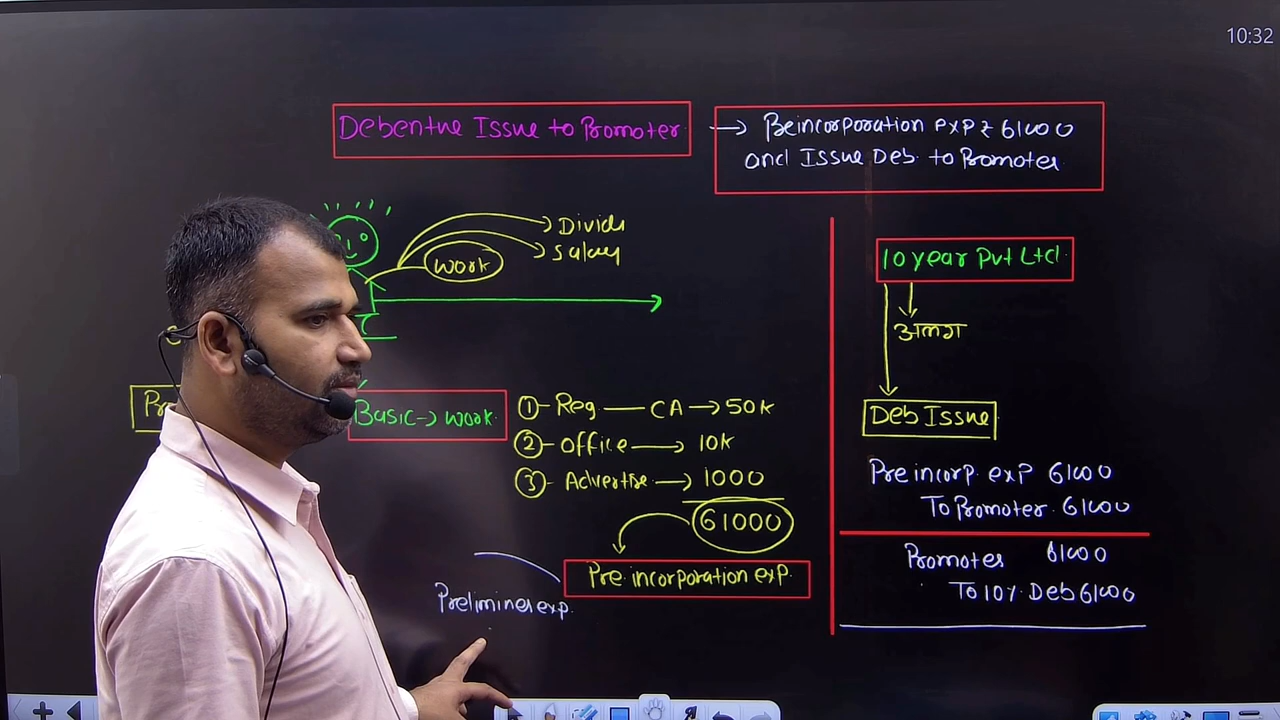 10:32
Debentue Issue to Promoter → Preincorporation exp ₹ 61000
and Issue Deb. to Promoter
Divide
Salary
Work
10 year Pvt Ltd
अलग
Basic → Work
① Reg — CA → 50k
② Office → 10k
③ Advertise → 1000
61000
Pre incorporation exp.
Preliminer exp.
Deb Issue
Pre incorp. exp 61000
To Promoter 61000
Promoter 61000
To 10% Deb 61000